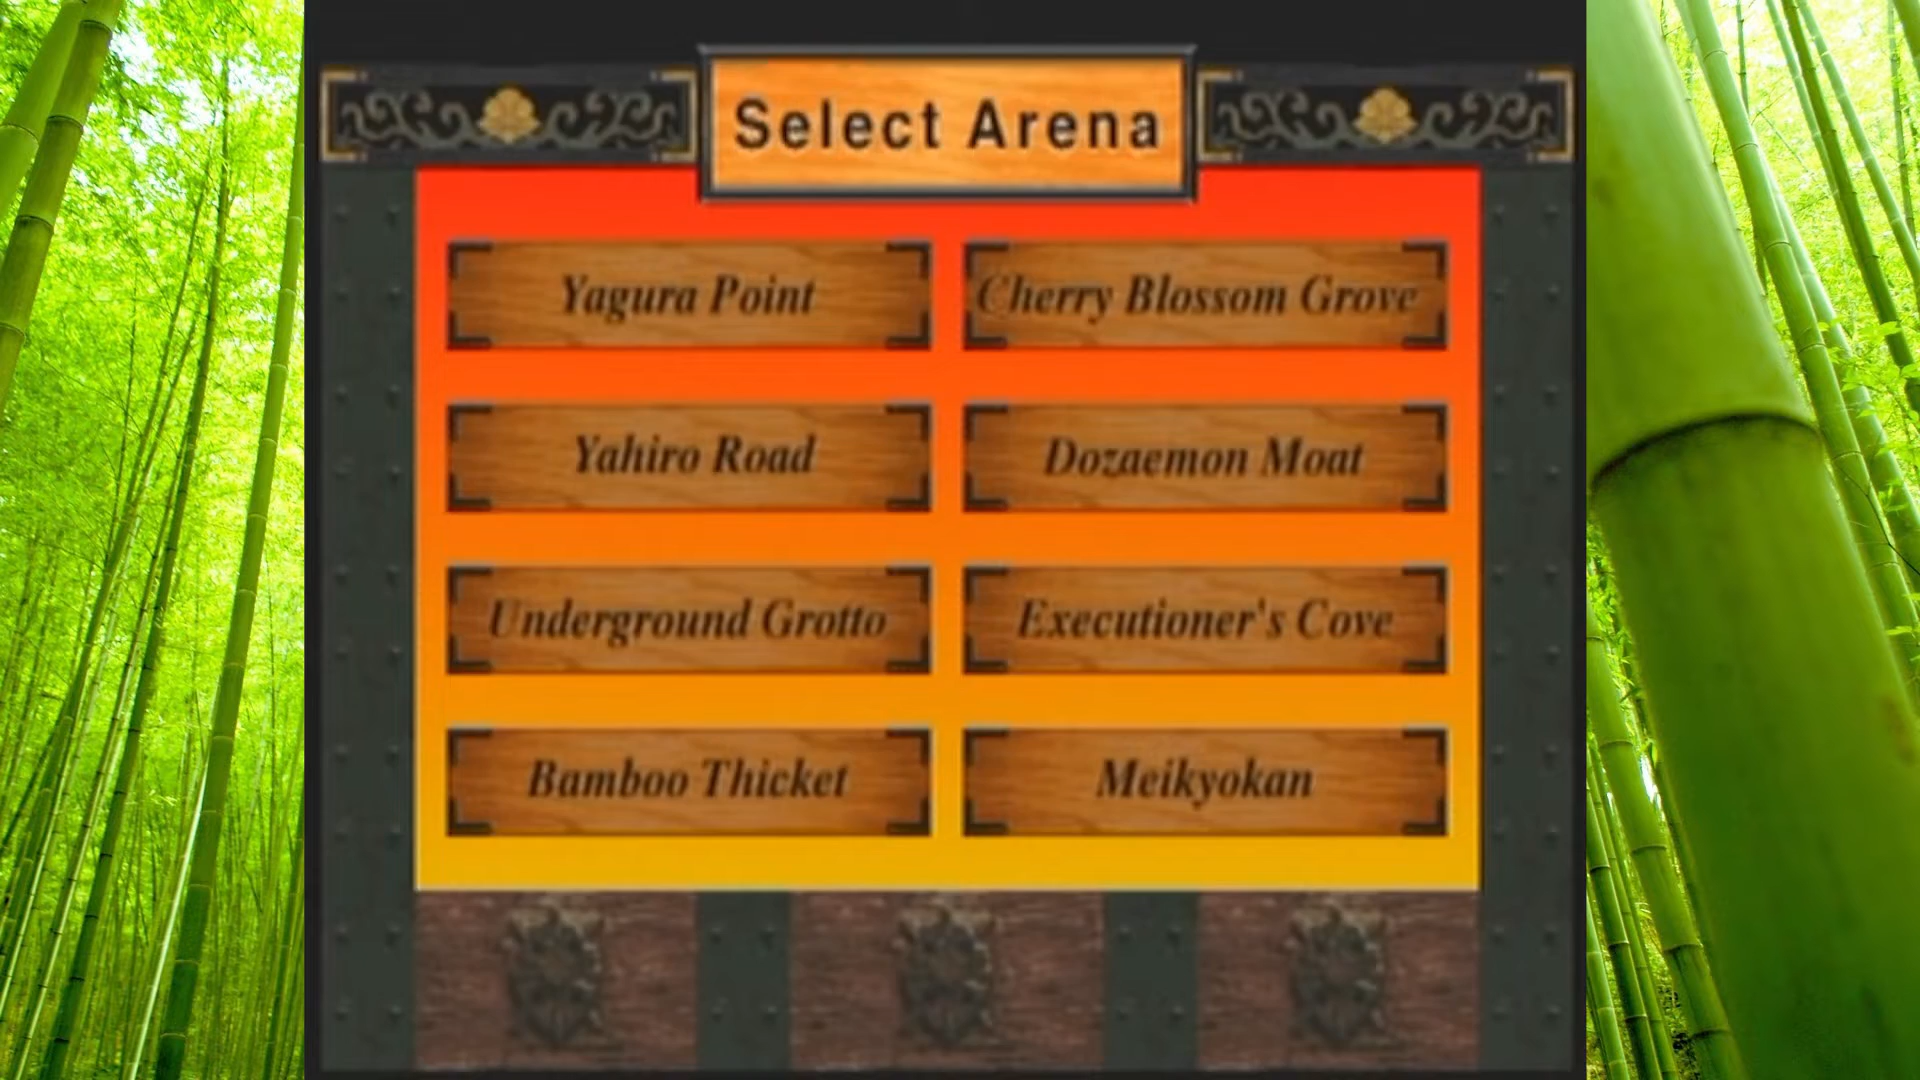 Select Arena
Yagura Point
Cherry Blossom Grove
Yahiro Road
Dozaemon Moat
Underground Grotto
Executioner's Cove
Bamboo Thicket
Meikyokan